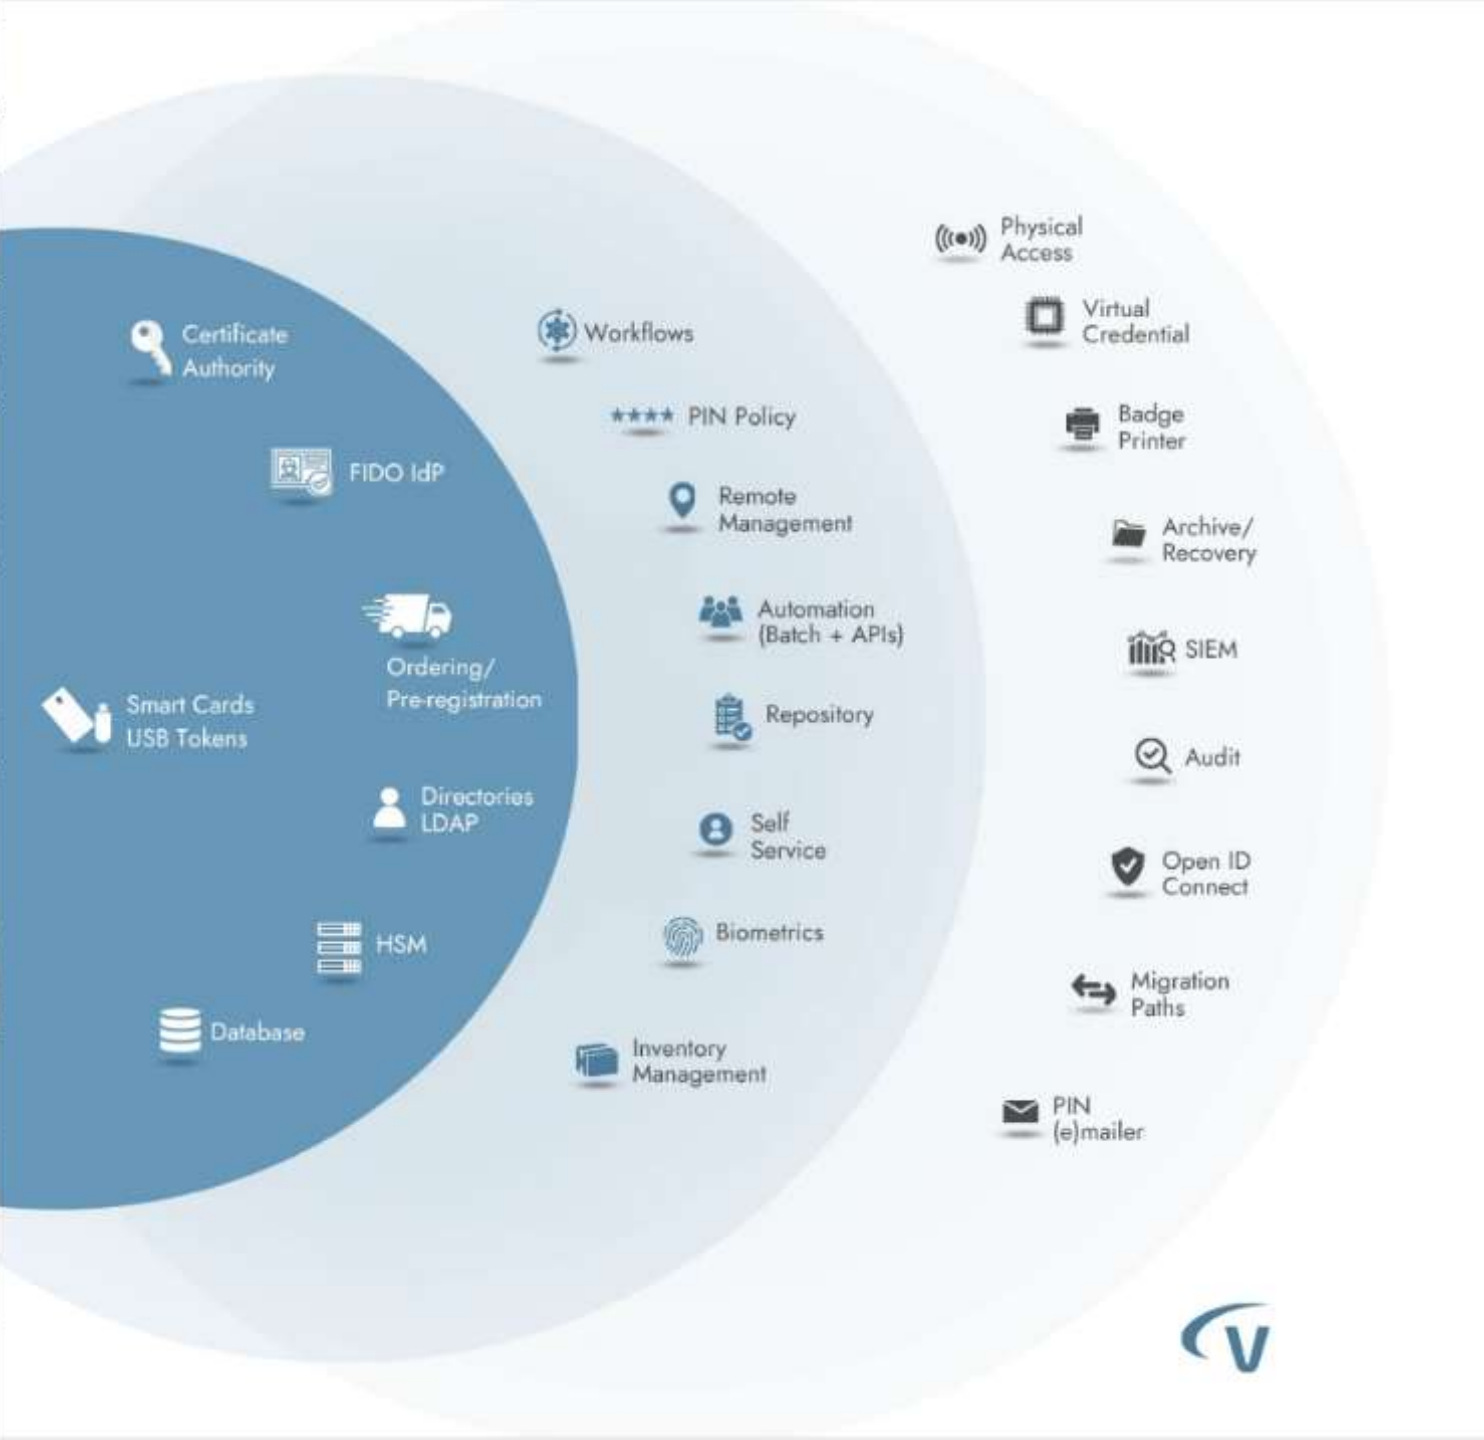 Certificate
Authority
FIDO IdP
Ordering/
Pre-registration
Smart Cards
USB Tokens
Directories
LDAP
HSM
Database
Workflows
**** PIN Policy
Remote
Management
Automation
(Batch + APIs)
Repository
Self
Service
Biometrics
Inventory
Management
Physical
Access
Virtual
Credential
Badge
Printer
Archive/
Recovery
SIEM
Audit
Open ID
Connect
Migration
Paths
PIN
(e)mailer
V